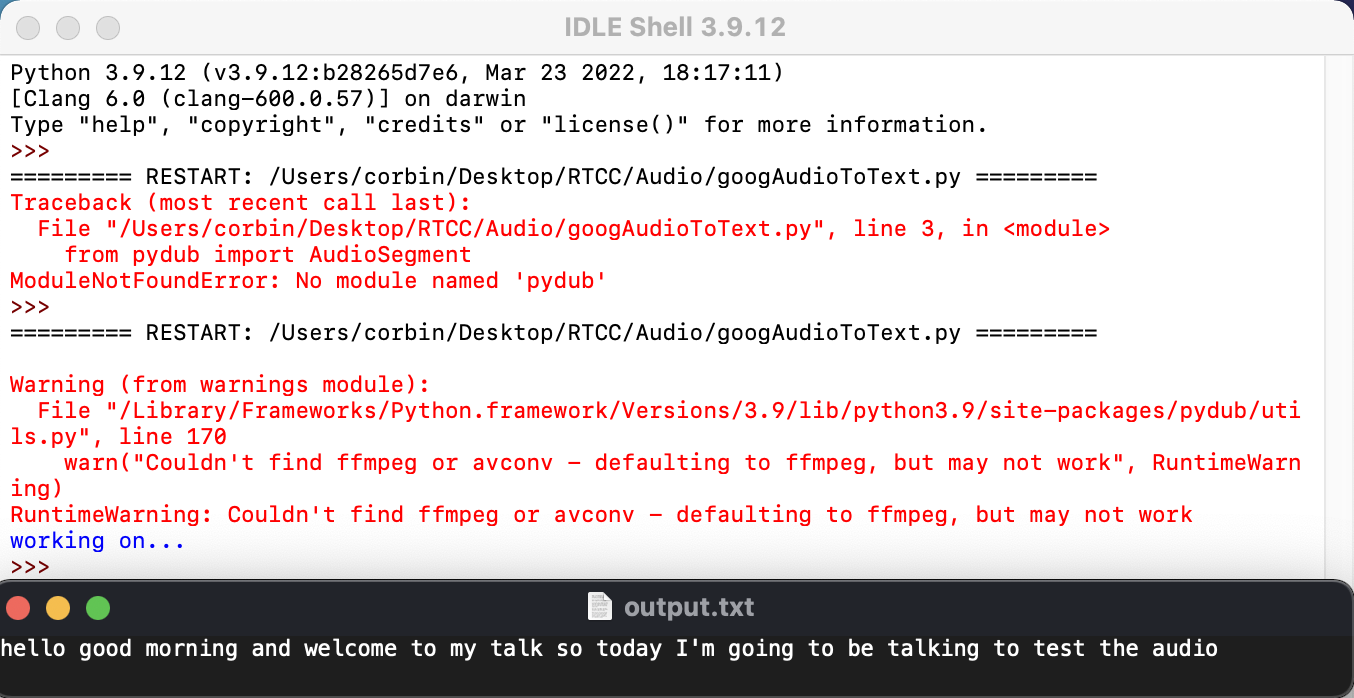 IDLE Shell 3.9.12
Python 3.9.12 (v3.9.12:b28265d7e6, Mar 23 2022, 18:17:11)
[Clang 6.0 (clang-600.0.57)] on darwin
Type "help", "copyright", "credits" or "license()" for more information.
>>>
========= RESTART: /Users/corbin/Desktop/RTCC/Audio/googAudioToText.py =========
Traceback (most recent call last):
  File "/Users/corbin/Desktop/RTCC/Audio/googAudioToText.py", line 3, in <module>
    from pydub import AudioSegment
ModuleNotFoundError: No module named 'pydub'
>>>
========= RESTART: /Users/corbin/Desktop/RTCC/Audio/googAudioToText.py =========
Warning (from warnings module):
  File "/Library/Frameworks/Python.framework/Versions/3.9/lib/python3.9/site-packages/pydub/uti
ls.py", line 170
    warn("Couldn't find ffmpeg or avconv - defaulting to ffmpeg, but may not work", RuntimeWarn
ing)
RuntimeWarning: Couldn't find ffmpeg or avconv - defaulting to ffmpeg, but may not work
working on...
>>>
output.txt
hello good morning and welcome to my talk so today I'm going to be talking to test the audio